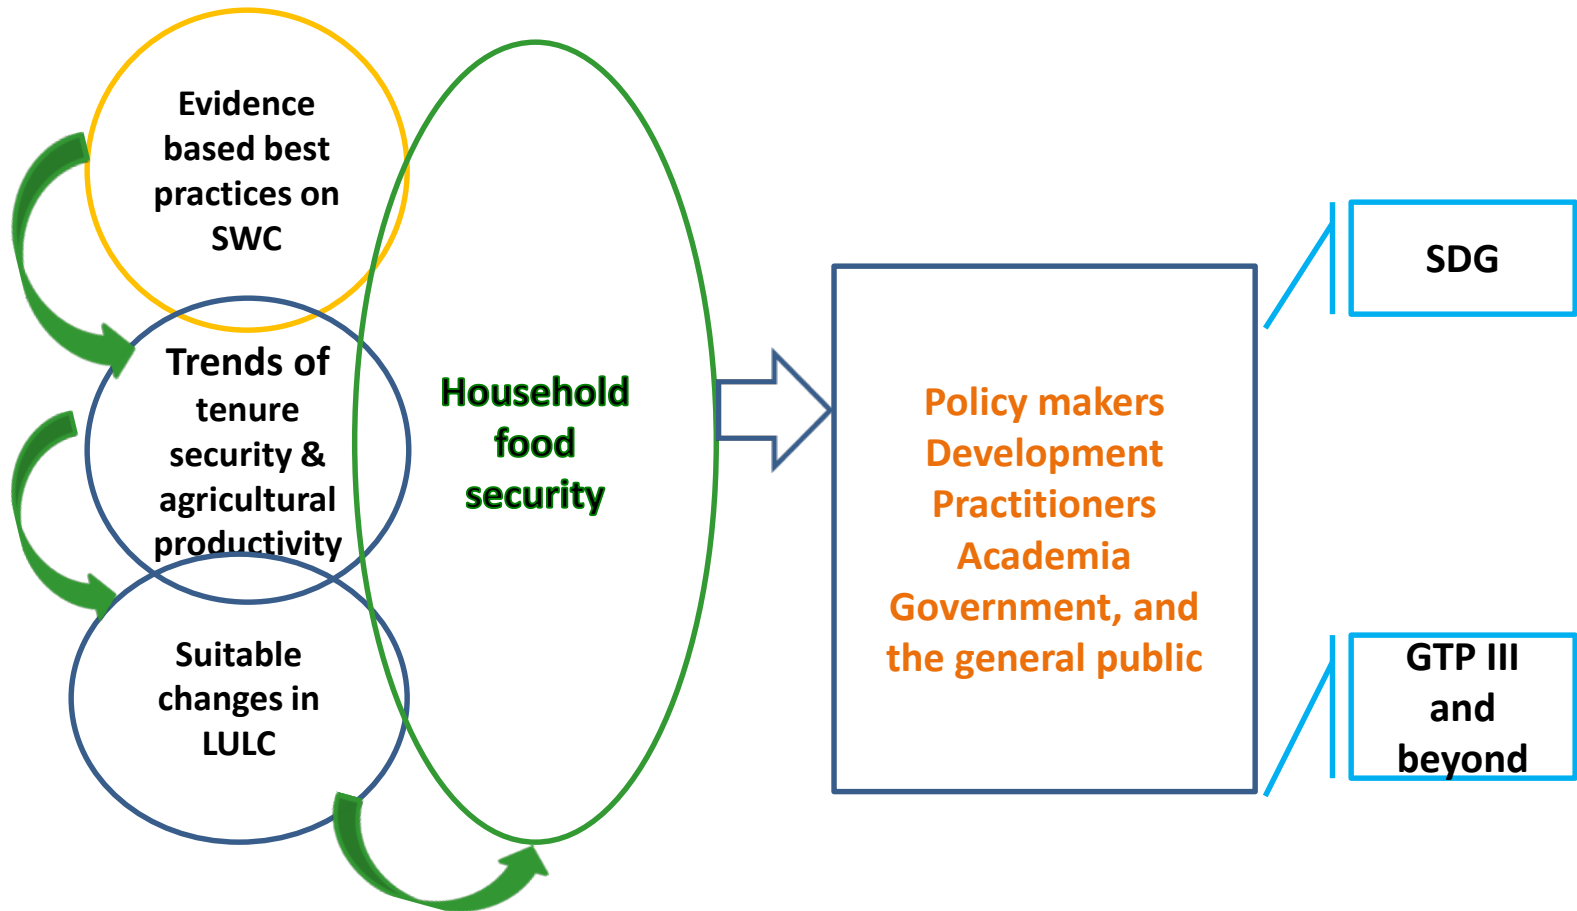 Evidence
based best
practices on
SWC
Trends of
tenure
security &
agricultural
productivity
Suitable
changes in
LULC
Household
food
security
Policy makers
Development
Practitioners
Academia
Government, and
the general public
SDG
GTP III
and
beyond